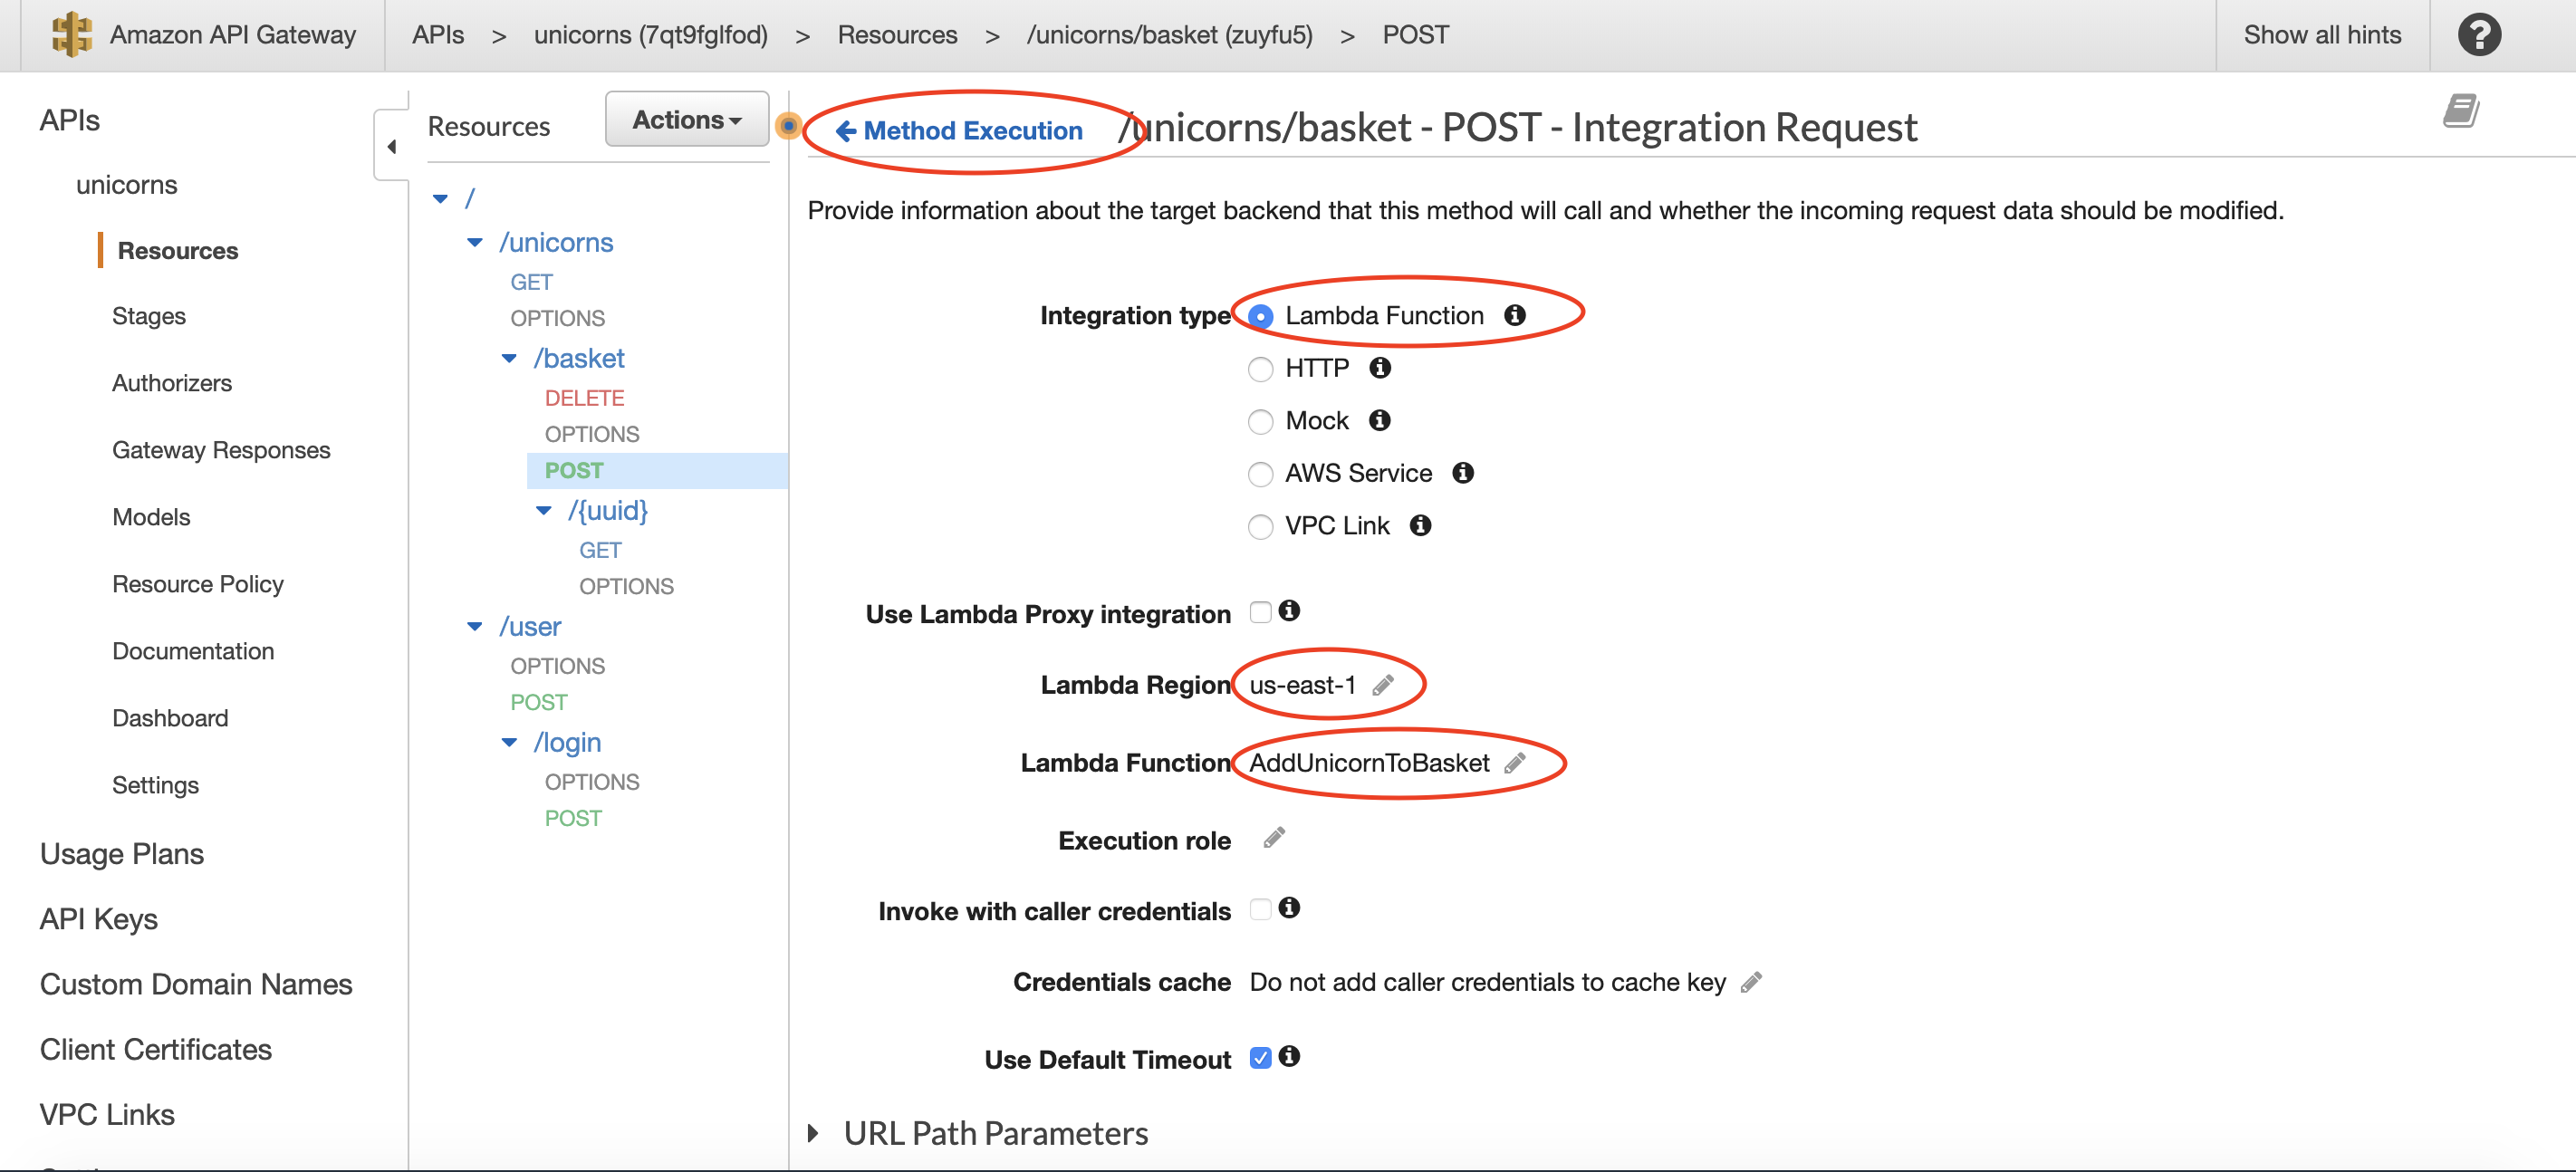 Amazon API Gateway
APIs > unicorns (7qt9fglfod) > Resources > /unicorns/basket (zuyfu5) > POST
Show all hints
?
APIs
unicorns
Resources
Stages
Authorizers
Gateway Responses
Models
Resource Policy
Documentation
Dashboard
Settings
Usage Plans
API Keys
Custom Domain Names
Client Certificates
VPC Links
Resources
Actions
/
/unicorns
GET
OPTIONS
/basket
DELETE
OPTIONS
POST
/{uuid}
GET
OPTIONS
/user
OPTIONS
POST
/login
OPTIONS
POST
Method Execution /unicorns/basket - POST - Integration Request
Provide information about the target backend that this method will call and whether the incoming request data should be modified.
Integration type Lambda Function
HTTP
Mock
AWS Service
VPC Link
Use Lambda Proxy integration
Lambda Region us-east-1
Lambda Function AddUnicornToBasket
Execution role
Invoke with caller credentials
Credentials cache Do not add caller credentials to cache key
Use Default Timeout
URL Path Parameters